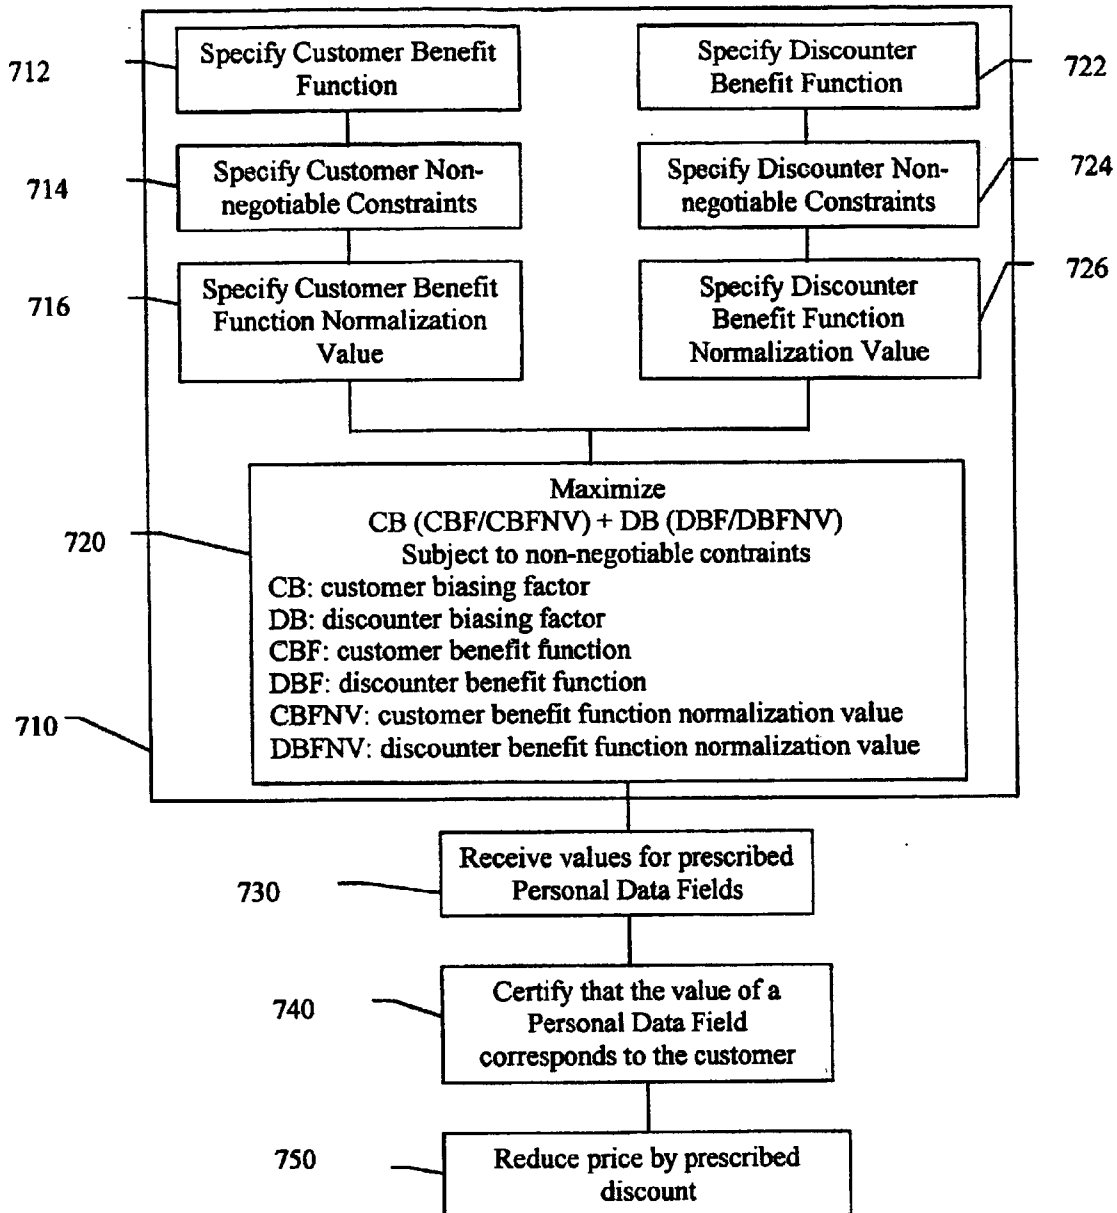 712
Specify Customer Benefit
Function
Specify Discounter
Benefit Function
722
714
Specify Customer Non-
negotiable Constraints
Specify Discounter Non-
negotiable Constraints
724
716
Specify Customer Benefit
Function Normalization
Value
Specify Discounter
Benefit Function
Normalization Value
726
720
Maximize
CB (CBF/CBFNV) + DB (DBF/DBFNV)
Subject to non-negotiable contraints
CB: customer biasing factor
DB: discounter biasing factor
CBF: customer benefit function
DBF: discounter benefit function
CBFNV: customer benefit function normalization value
DBFNV: discounter benefit function normalization value
710
730
Receive values for prescribed
Personal Data Fields
740
Certify that the value of a
Personal Data Field
corresponds to the customer
750
Reduce price by prescribed
discount